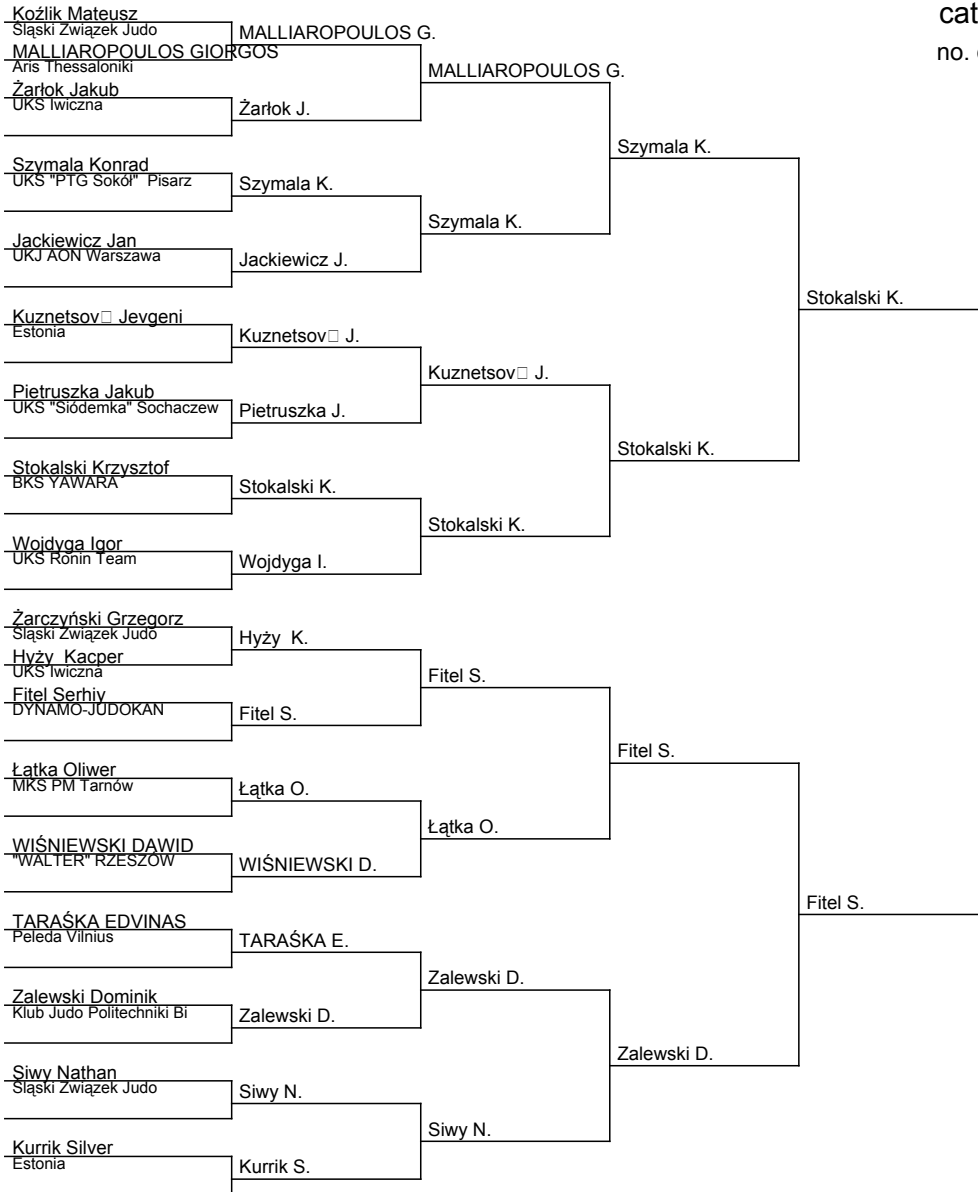 Koźlik Mateusz
Śląski Związek Judo
MALLIAROPOULOS GIORGOS
Aris Thessaloniki
Żarłok Jakub
UKS Iwiczna
Szymala Konrad
UKS "PTG Sokół" Pisarz
Jackiewicz Jan
UKJ AON Warszawa
Kuznetsov□ Jevgeni
Estonia
Pietruszka Jakub
UKS "Siódemka" Sochaczew
Stokalski Krzysztof
BKS YAWARA
Wojdyga Igor
UKS Ronin Team
Żarczyński Grzegorz
Śląski Związek Judo
Hyży Kacper
UKS Iwiczna
Fitel Serhiy
DYNAMO-JUDOKAN
Łątka Oliwer
MKS PM Tarnów
WIŚNIEWSKI DAWID
"WALTER" RZESZÓW
TARAŚKA EDVINAS
Peleda Vilnius
Zalewski Dominik
Klub Judo Politechniki Bi
Siwy Nathan
Śląski Związek Judo
Kurrik Silver
Estonia
MALLIAROPOULOS G.
Żarłok J.
Szymala K.
Jackiewicz J.
Kuznetsov□ J.
Pietruszka J.
Stokalski K.
Wojdyga I.
Hyży K.
Fitel S.
Łątka O.
WIŚNIEWSKI D.
TARAŚKA E.
Zalewski D.
Siwy N.
Kurrik S.
MALLIAROPOULOS G.
Szymala K.
Kuznetsov□ J.
Stokalski K.
Fitel S.
Łątka O.
Zalewski D.
Siwy N.
Szymala K.
Stokalski K.
Fitel S.
Zalewski D.
Stokalski K.
Fitel S.
cat
no.